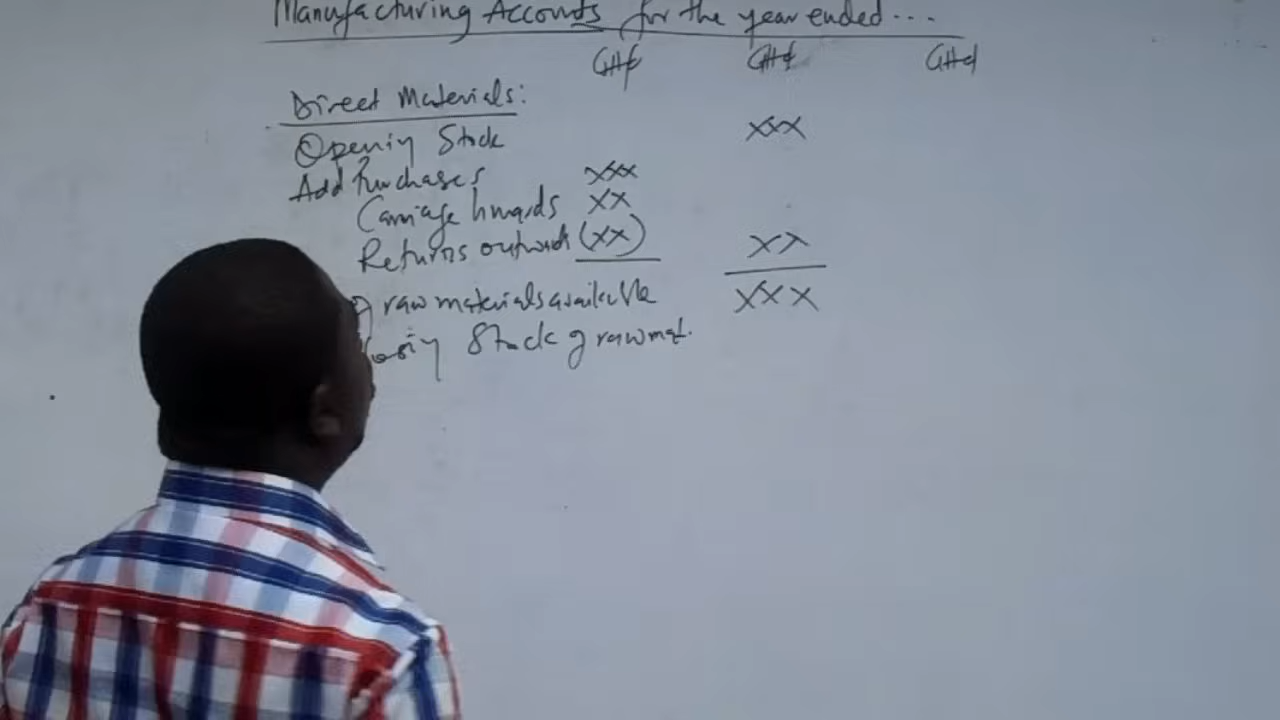 Manufacturing Accounts for the year ended...
GH¢ GH¢ GH¢
Direct Materials:
Opening Stock xxx
Add Purchases xxx
Carriage Inwards xx
Returns outwards (xx) xx
raw materials available xxx
Stock of raw mat.